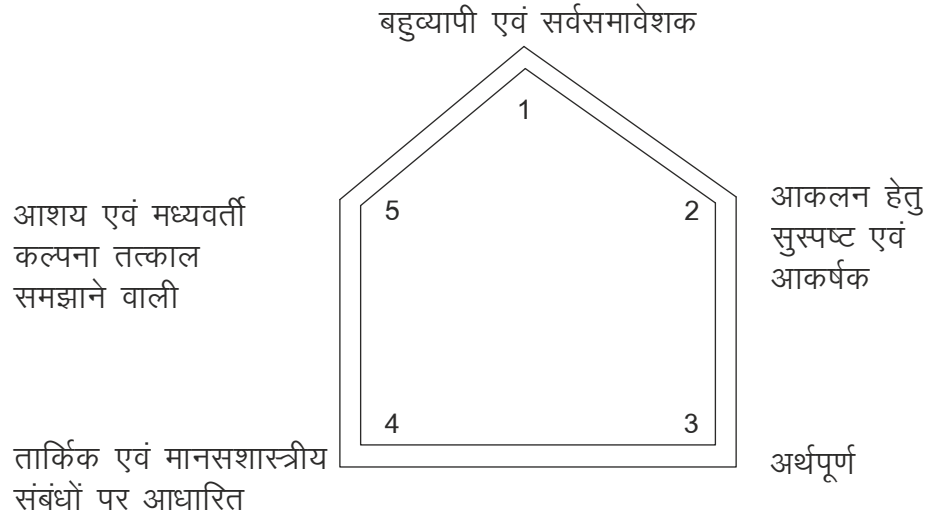 बहुव्यापी एवं सर्वसमावेशक
1
आकलन हेतु
सुस्पष्ट एवं
आकर्षक
2
3
अर्थपूर्ण
4
तार्किक एवं मानसशास्त्रीय
संबंधों पर आधारित
5
आशय एवं मध्यवर्ती
कल्पना तत्काल
समझाने वाली